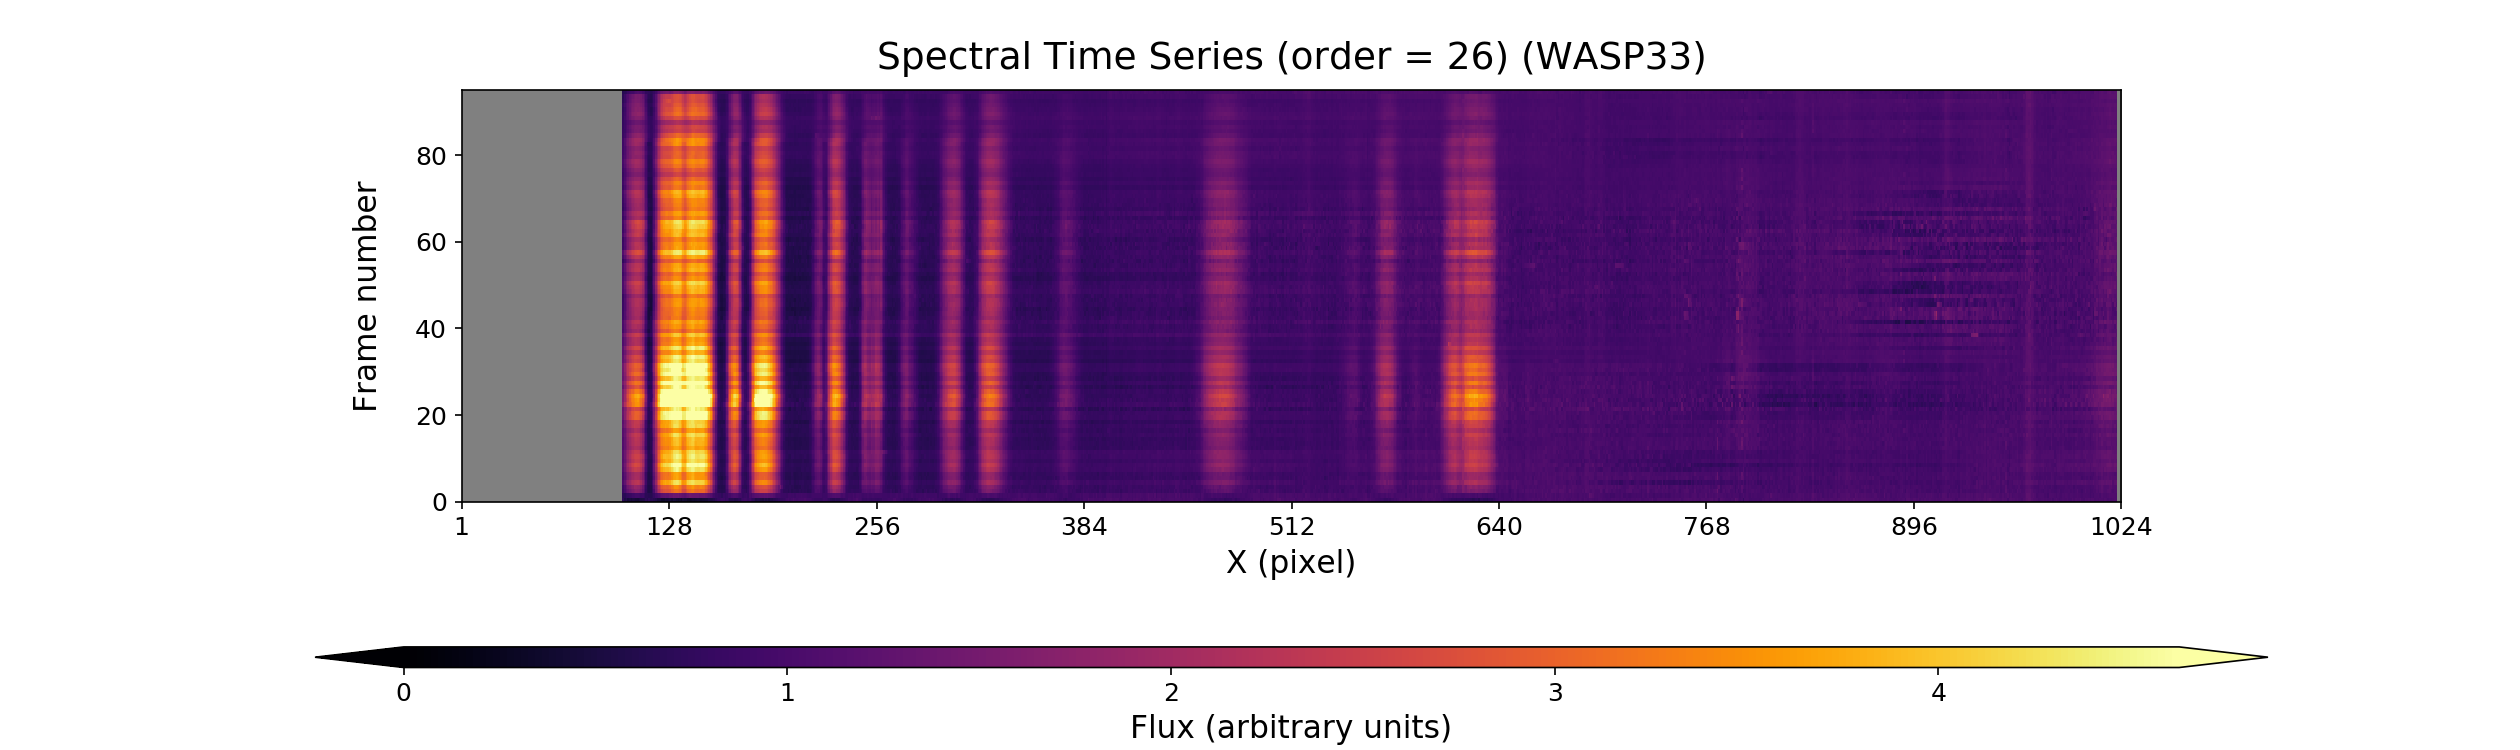 Spectral Time Series (order = 26) (WASP33)
Frame number
80
60
40
20
0
1 128 256 384 512 640 768 896 1024
X (pixel)
0 1 2 3 4
Flux (arbitrary units)